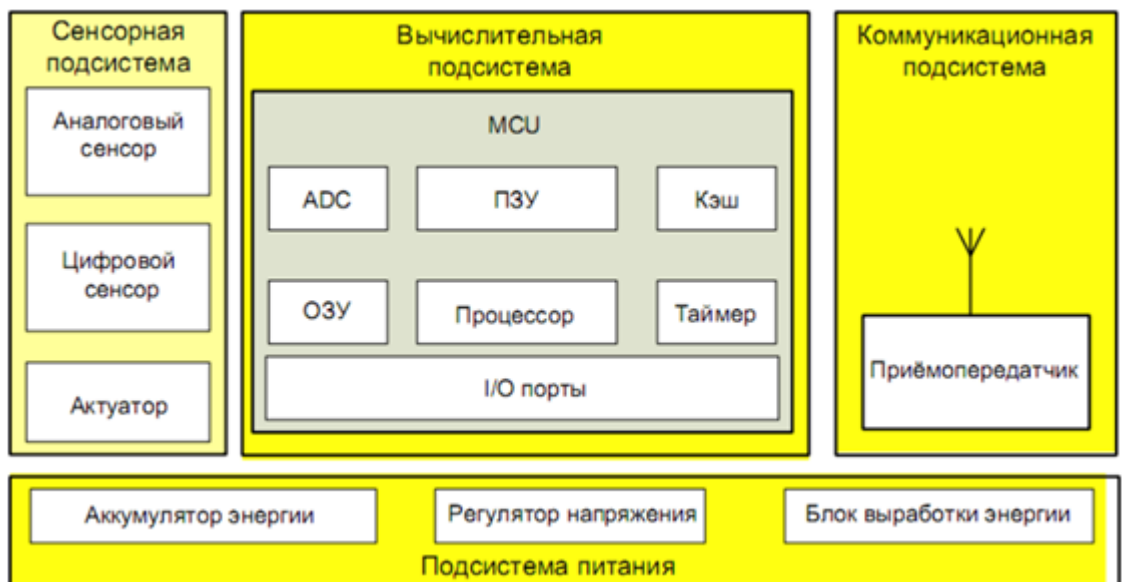 Сенсорная
подсистема
Аналоговый
сенсор
Цифровой
сенсор
Актуатор
Вычислительная
подсистема
MCU
ADC
ПЗУ
Кэш
ОЗУ
Процессор
Таймер
I/O порты
Коммуникационная
подсистема
Приёмопередатчик
Аккумулятор энергии
Регулятор напряжения
Блок выработки энергии
Подсистема питания